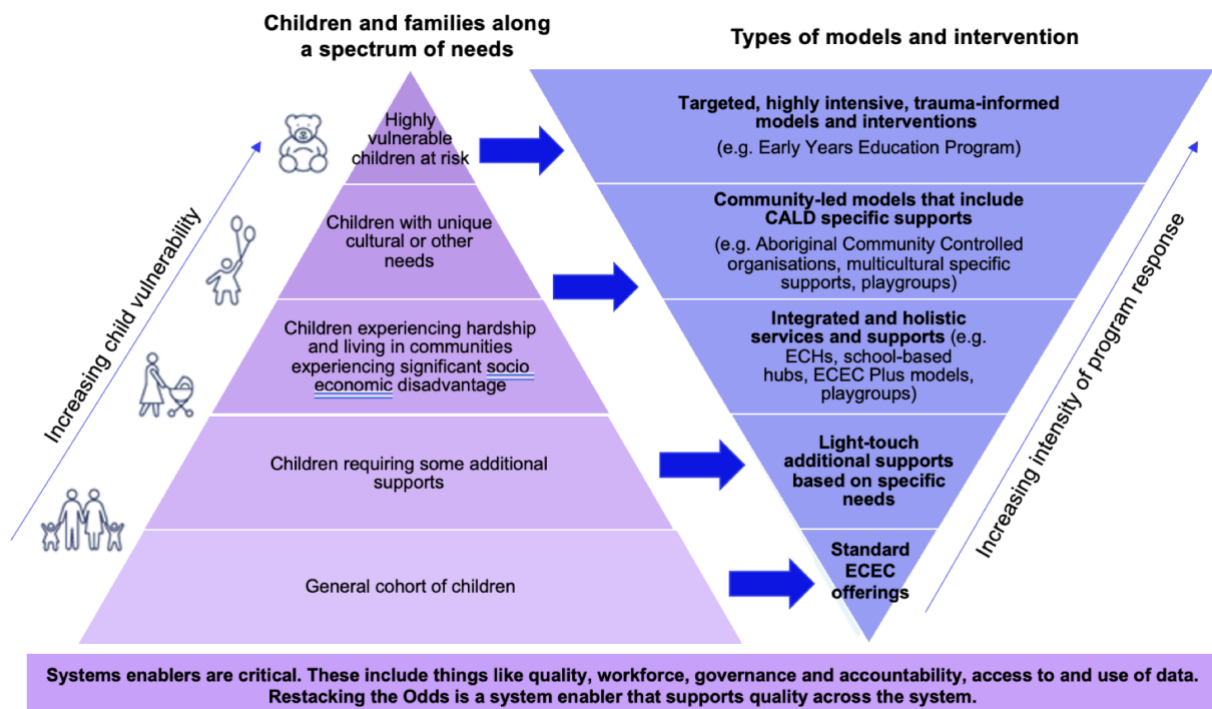 Children and families along
a spectrum of needs
Types of models and intervention
Increasing child vulnerability
Highly
vulnerable
children at risk
Children with unique
cultural or other
needs
Children experiencing hardship
and living in communities
experiencing significant socio
economic disadvantage
Children requiring some additional
supports
General cohort of children
Targeted, highly intensive, trauma-informed
models and interventions
(e.g. Early Years Education Program)
Community-led models that include
CALD specific supports
(e.g. Aboriginal Community Controlled
organisations, multicultural specific
supports, playgroups)
Integrated and holistic
services and supports (e.g.
ECHs, school-based
hubs, ECEC Plus models,
playgroups)
Light-touch
additional supports
based on specific
needs
Standard
ECEC
offerings
Increasing intensity of program response
Systems enablers are critical. These include things like quality, workforce, governance and accountability, access to and use of data.
Restacking the Odds is a system enabler that supports quality across the system.